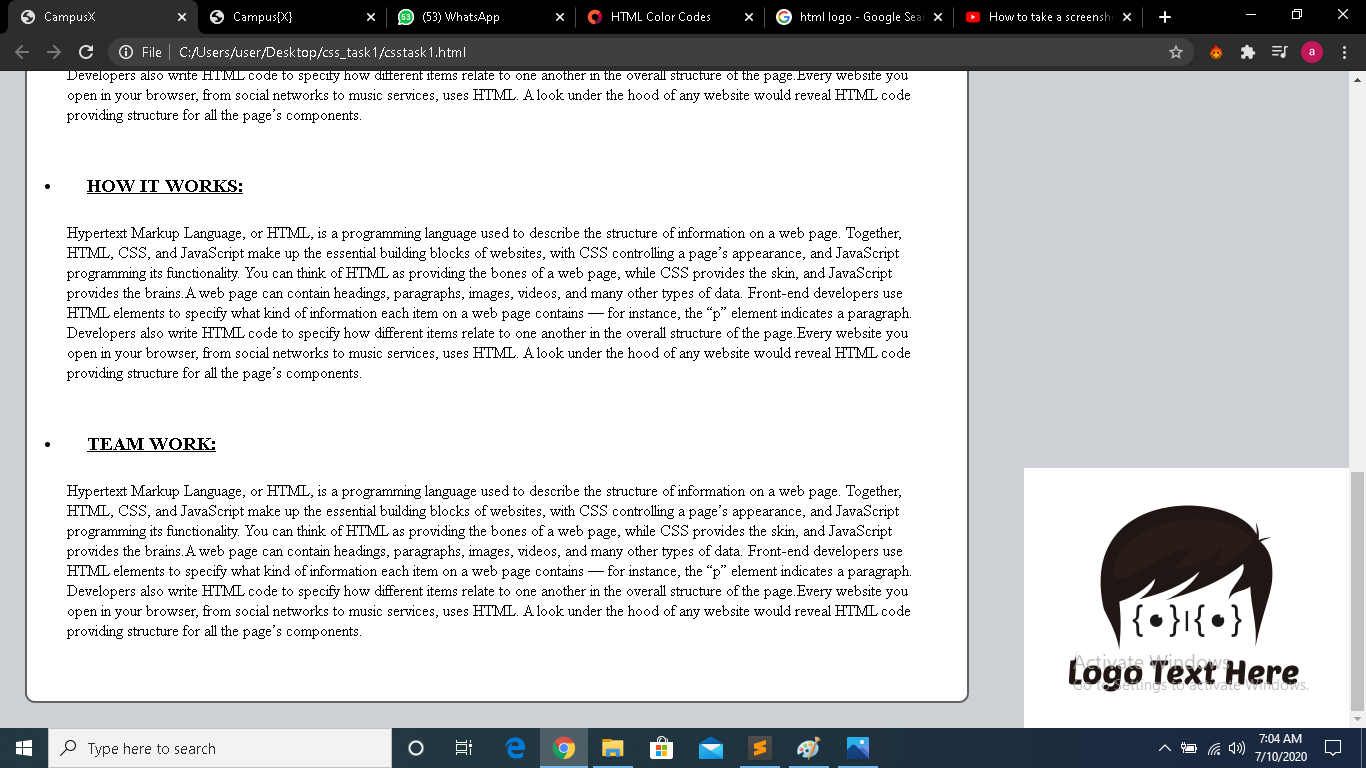 CampusX
Campus{X}
(53) WhatsApp
HTML Color Codes
html logo - Google Sear
How to take a screensh
File
C:/Users/user/Desktop/css_task1/csstask1.html
a
Developers also write HTML code to specify how different items relate to one another in the overall structure of the page.Every website you
open in your browser, from social networks to music services, uses HTML. A look under the hood of any website would reveal HTML code
providing structure for all the page’s components.
• HOW IT WORKS:
Hypertext Markup Language, or HTML, is a programming language used to describe the structure of information on a web page. Together,
HTML, CSS, and JavaScript make up the essential building blocks of websites, with CSS controlling a page’s appearance, and JavaScript
programming its functionality. You can think of HTML as providing the bones of a web page, while CSS provides the skin, and JavaScript
provides the brains.A web page can contain headings, paragraphs, images, videos, and many other types of data. Front-end developers use
HTML elements to specify what kind of information each item on a web page contains — for instance, the “p” element indicates a paragraph.
Developers also write HTML code to specify how different items relate to one another in the overall structure of the page.Every website you
open in your browser, from social networks to music services, uses HTML. A look under the hood of any website would reveal HTML code
providing structure for all the page’s components.
• TEAM WORK:
Hypertext Markup Language, or HTML, is a programming language used to describe the structure of information on a web page. Together,
HTML, CSS, and JavaScript make up the essential building blocks of websites, with CSS controlling a page’s appearance, and JavaScript
programming its functionality. You can think of HTML as providing the bones of a web page, while CSS provides the skin, and JavaScript
provides the brains.A web page can contain headings, paragraphs, images, videos, and many other types of data. Front-end developers use
HTML elements to specify what kind of information each item on a web page contains — for instance, the “p” element indicates a paragraph.
Developers also write HTML code to specify how different items relate to one another in the overall structure of the page.Every website you
open in your browser, from social networks to music services, uses HTML. A look under the hood of any website would reveal HTML code
providing structure for all the page’s components.
{•}|{•}
Activate Windows
Logo Text Here
Go to Settings to activate Windows.
Type here to search
7:04 AM
7/10/2020